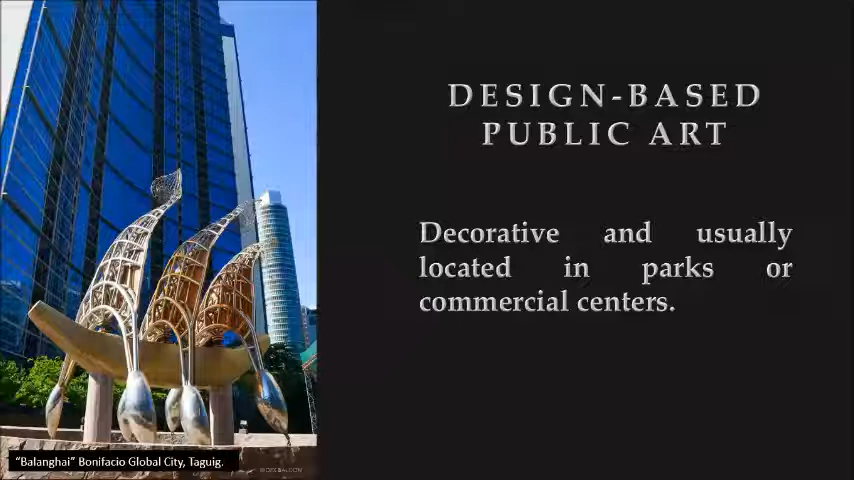 DESIGN-BASED
PUBLIC ART
Decorative and usually
located in parks or
commercial centers.
“Balanghai” Bonifacio Global City, Taguig.